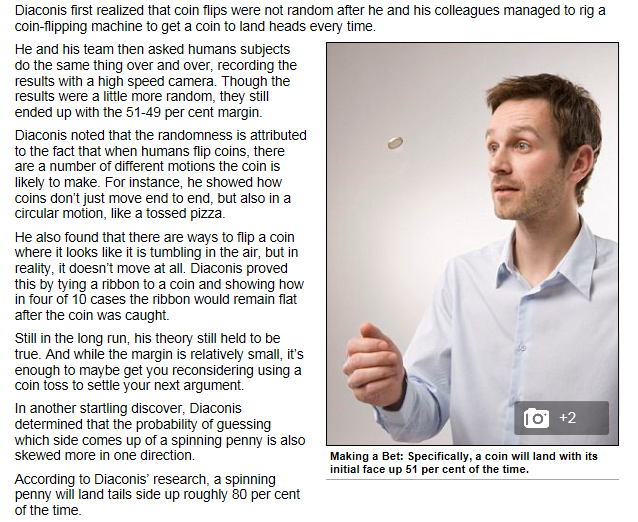 Diaconis first realized that coin flips were not random after he and his colleagues managed to rig a
coin-flipping machine to get a coin to land heads every time.
He and his team then asked humans subjects
do the same thing over and over, recording the
results with a high speed camera. Though the
results were a little more random, they still
ended up with the 51-49 per cent margin.
Diaconis noted that the randomness is attributed
to the fact that when humans flip coins, there
are a number of different motions the coin is
likely to make. For instance, he showed how
coins don't just move end to end, but also in a
circular motion, like a tossed pizza.
He also found that there are ways to flip a coin
where it looks like it is tumbling in the air, but in
reality, it doesn't move at all. Diaconis proved
this by tying a ribbon to a coin and showing how
in four of 10 cases the ribbon would remain flat
after the coin was caught.
Still in the long run, his theory still held to be
true. And while the margin is relatively small, it's
enough to maybe get you reconsidering using a
coin toss to settle your next argument.
In another startling discover, Diaconis
determined that the probability of guessing
which side comes up of a spinning penny is also
skewed more in one direction.
According to Diaconis' research, a spinning
penny will land tails side up roughly 80 per cent
of the time.
+2
Making a Bet: Specifically, a coin will land with its
initial face up 51 per cent of the time.